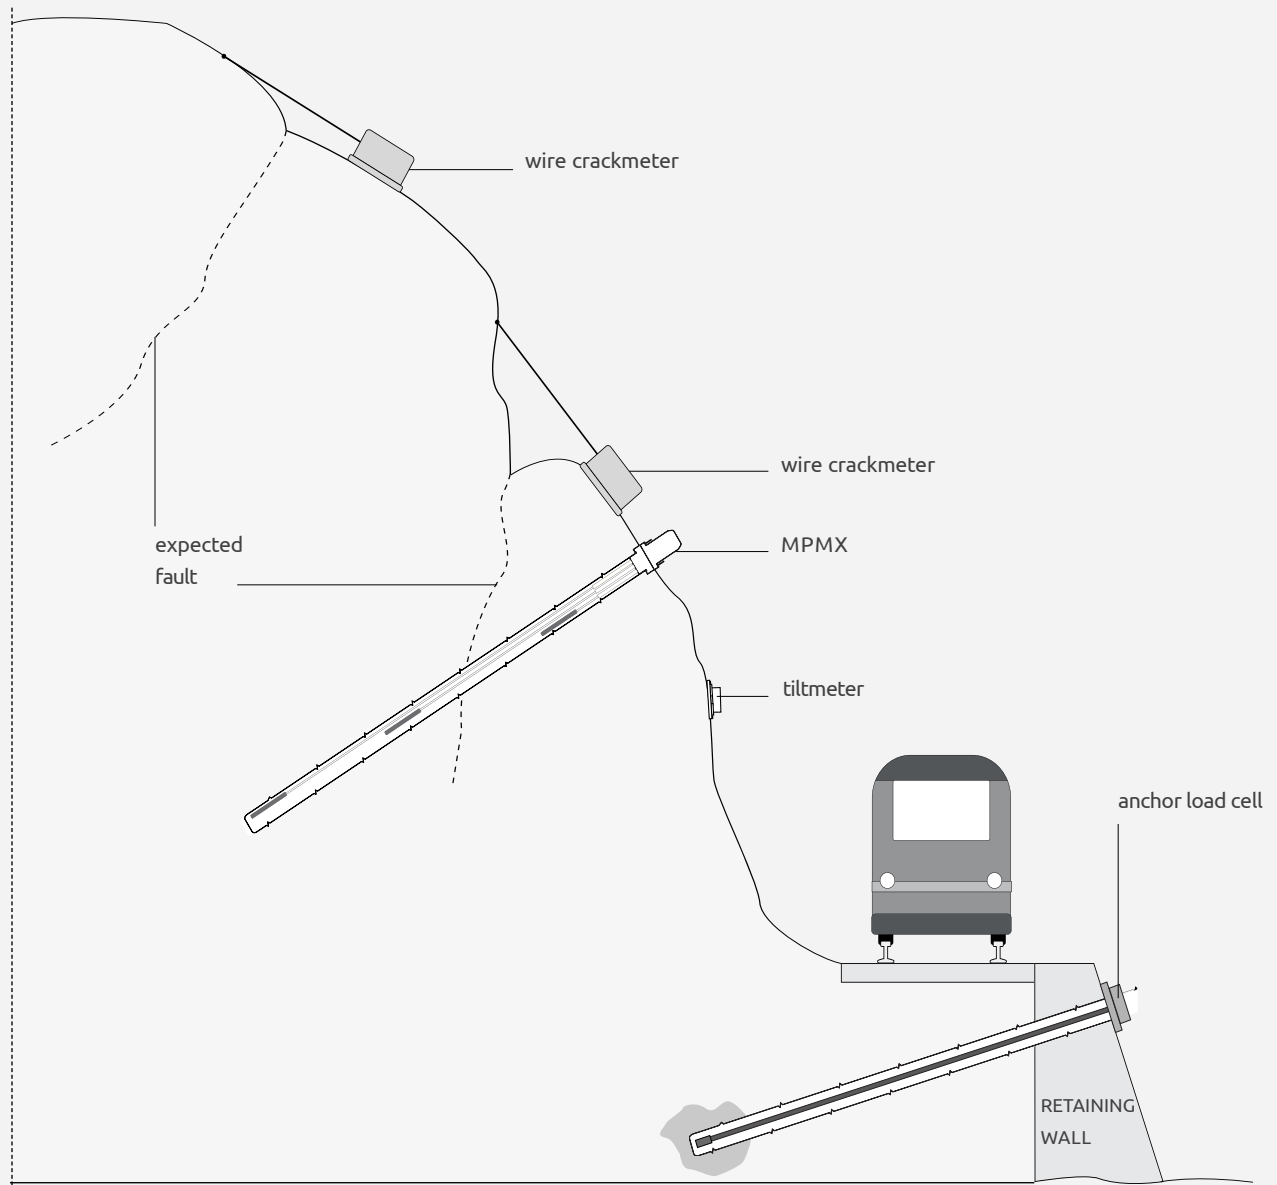 wire crackmeter
wire crackmeter
MPMX
expected
fault
tiltmeter
anchor load cell
RETAINING
WALL